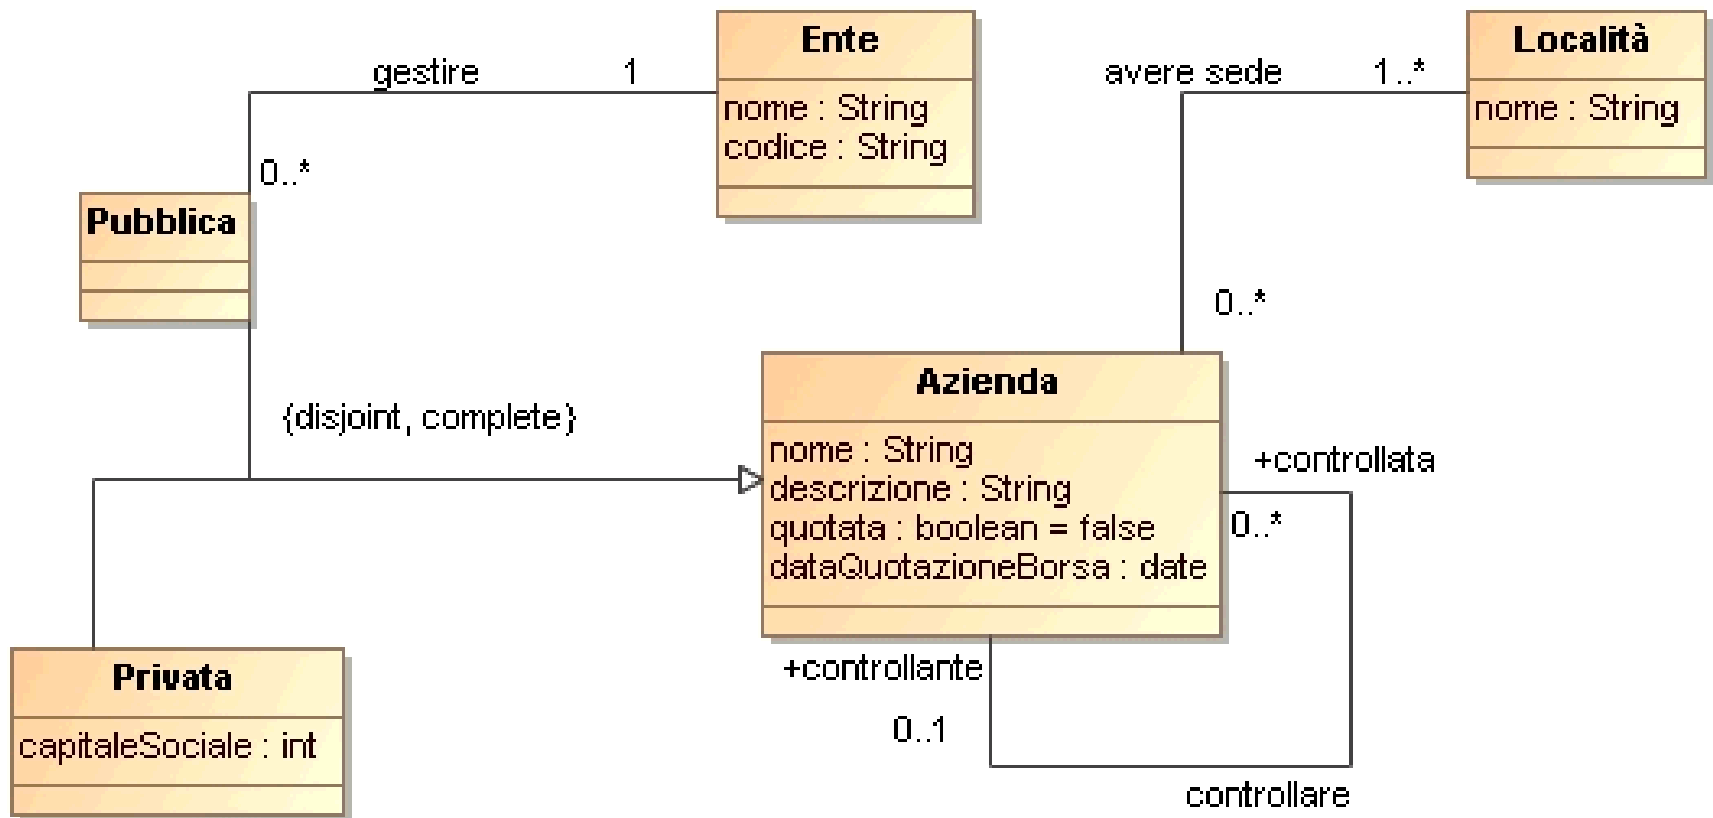 Ente
nome : String
codice : String
Località
nome : String
gestire
1
0..*
avere sede
1..*
0..*
Pubblica
{disjoint, complete}
Azienda
nome : String
descrizione : String
quotata : boolean = false
dataQuotazioneBorsa : date
+controllata
0..*
+controllante
0..1
controllare
Privata
capitaleSociale : int